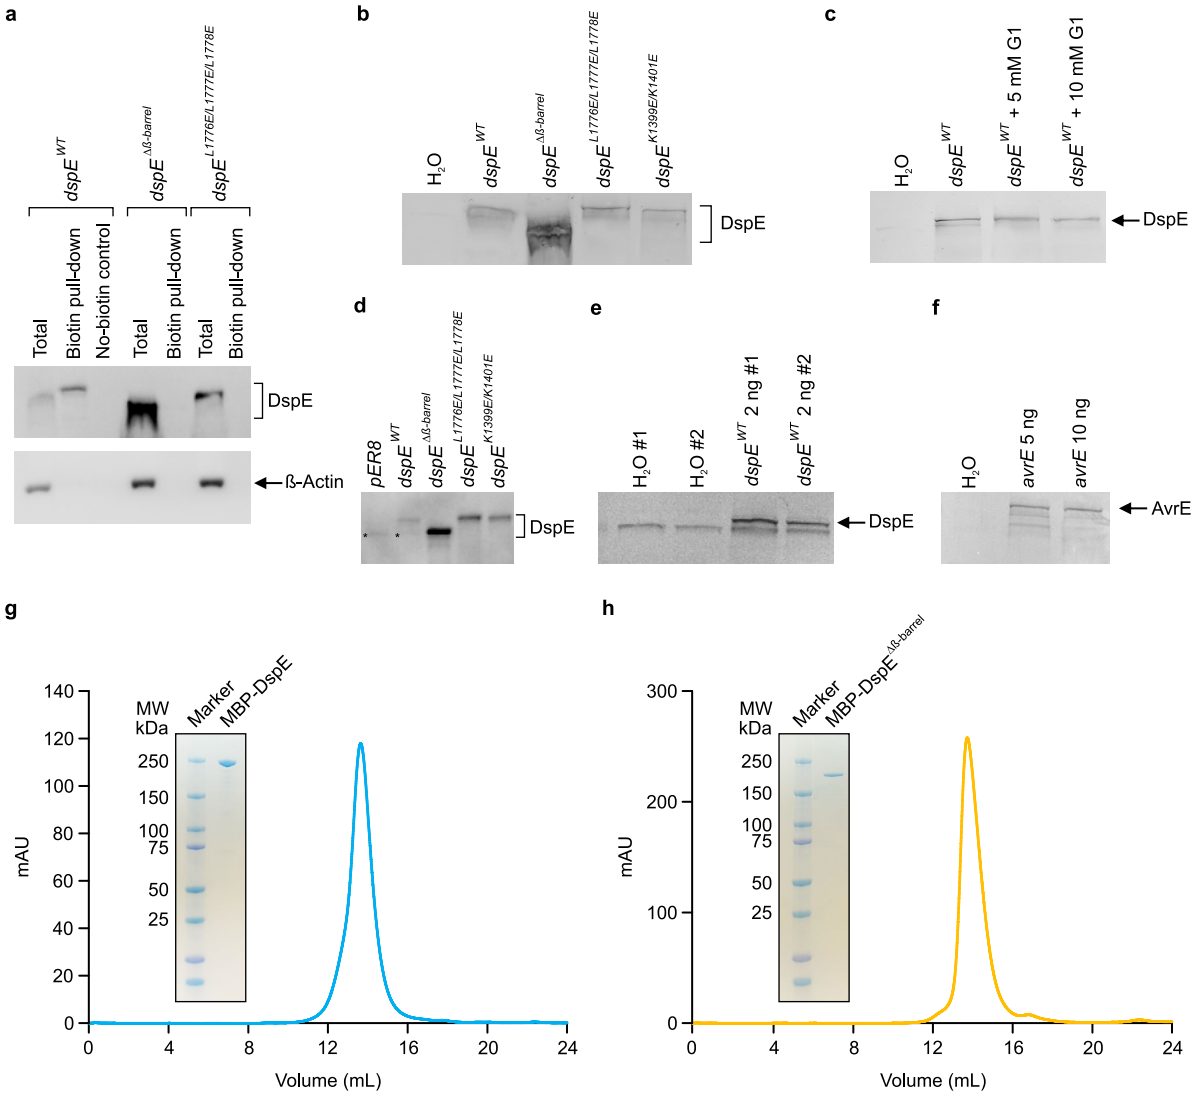 a
dspE^WT
dspE^Δß-barrel
dspE^L1776E/L1777E/L1778E
Total
Biotin pull-down
No-biotin control
Total
Biotin pull-down
Total
Biotin pull-down
DspE
ß-Actin
b
H₂O
dspE^WT
dspE^Δß-barrel
dspE^L1776E/L1777E/L1778E
dspE^K1399E/K1401E
DspE
c
H₂O
dspE^WT
dspE^WT + 5 mM G1
dspE^WT + 10 mM G1
DspE
d
pER8
dspE^WT
dspE^Δß-barrel
dspE^L1776E/L1777E/L1778E
dspE^K1399E/K1401E
* *
DspE
e
H₂O #1
H₂O #2
dspE^WT 2 ng #1
dspE^WT 2 ng #2
DspE
f
H₂O
avrE 5 ng
avrE 10 ng
AvrE
g
mAU
140
120
100
80
60
40
20
0
MW
kDa
Marker
MBP-DspE
250
150
100
75
50
25
0 4 8 12 16 20 24
Volume (mL)
h
mAU
300
200
100
0
MW
kDa
Marker
MBP-DspE^Δß-barrel
250
150
100
75
50
25
0 4 8 12 16 20 24
Volume (mL)